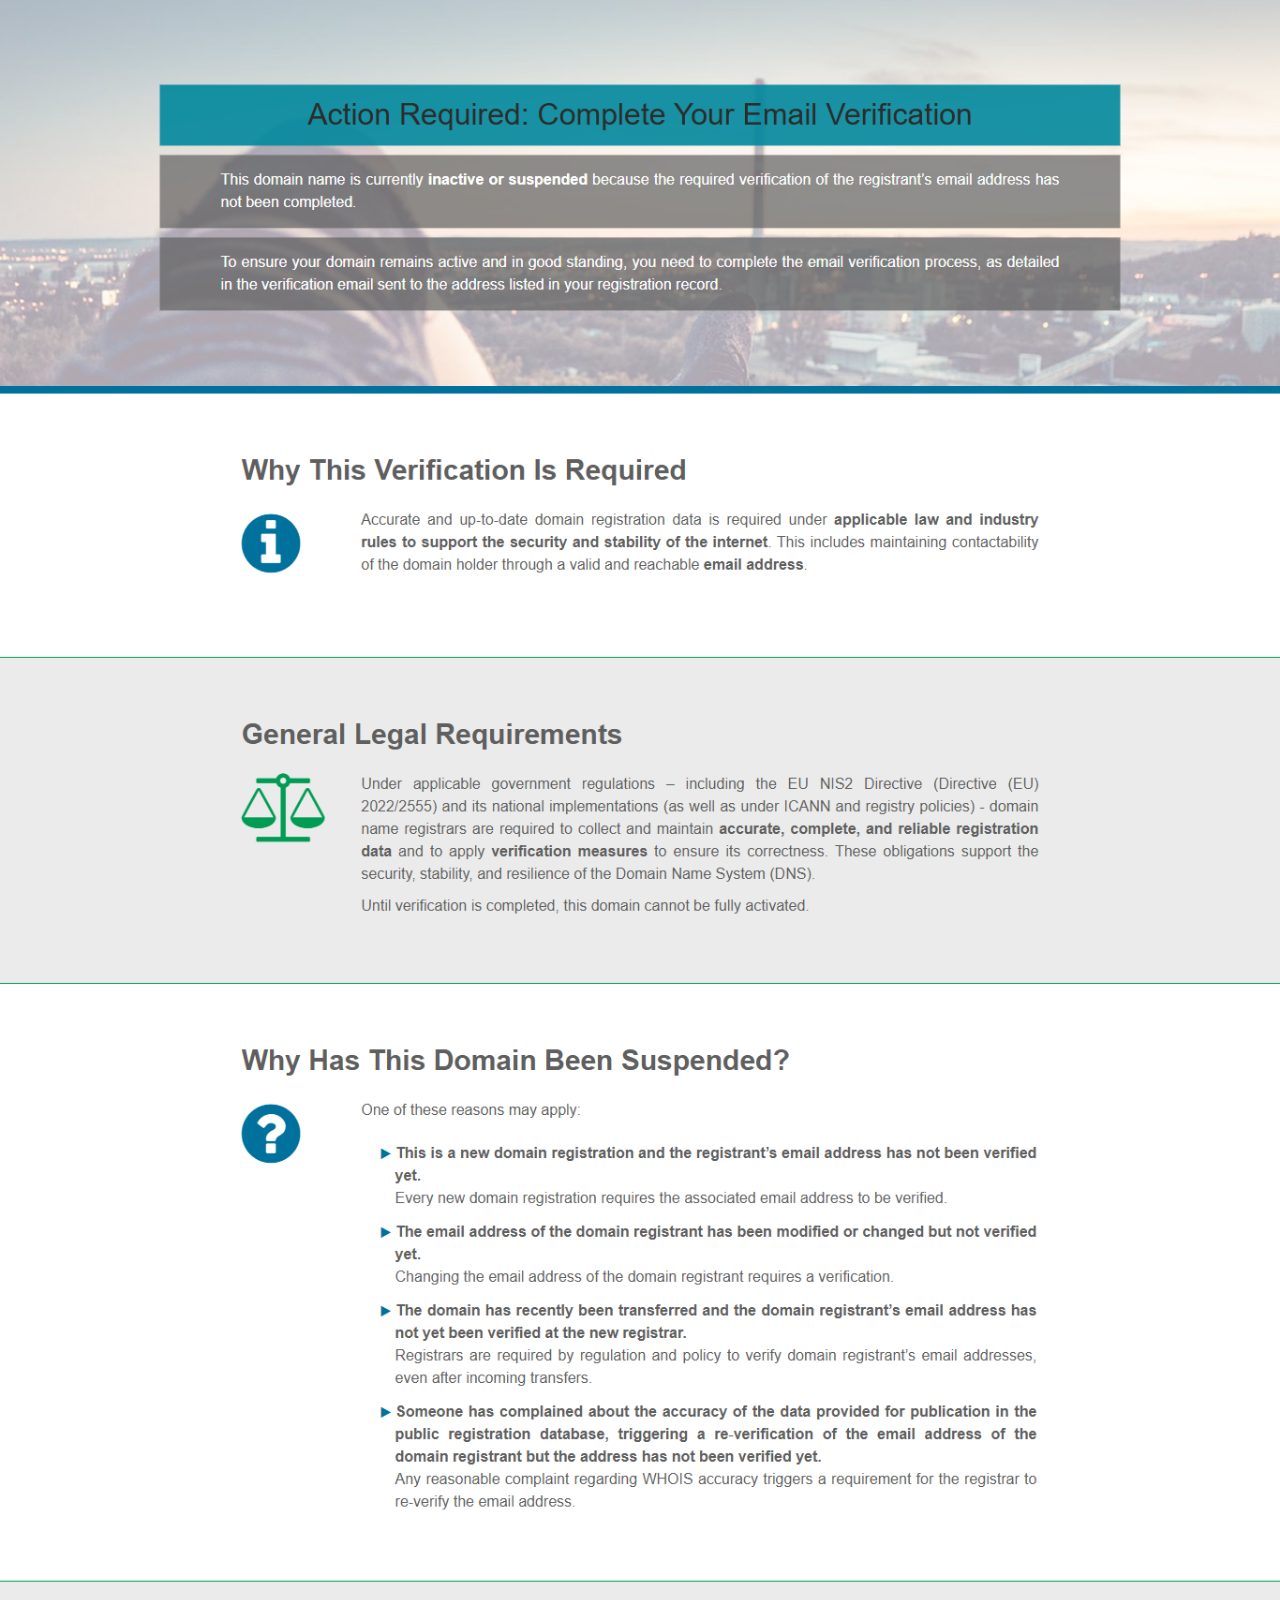 Action Required: Complete Your Email Verification
This domain name is currently inactive or suspended because the required verification of the registrant’s email address has
not been completed.
To ensure your domain remains active and in good standing, you need to complete the email verification process, as detailed
in the verification email sent to the address listed in your registration record.
Why This Verification Is Required
Accurate and up-to-date domain registration data is required under applicable law and industry
rules to support the security and stability of the internet. This includes maintaining contactability
of the domain holder through a valid and reachable email address.
General Legal Requirements
Under applicable government regulations – including the EU NIS2 Directive (Directive (EU)
2022/2555) and its national implementations (as well as under ICANN and registry policies) - domain
name registrars are required to collect and maintain accurate, complete, and reliable registration
data and to apply verification measures to ensure its correctness. These obligations support the
security, stability, and resilience of the Domain Name System (DNS).
Until verification is completed, this domain cannot be fully activated.
Why Has This Domain Been Suspended?
One of these reasons may apply:
This is a new domain registration and the registrant’s email address has not been verified
yet.
Every new domain registration requires the associated email address to be verified.
The email address of the domain registrant has been modified or changed but not verified
yet.
Changing the email address of the domain registrant requires a verification.
The domain has recently been transferred and the domain registrant’s email address has
not yet been verified at the new registrar.
Registrars are required by regulation and policy to verify domain registrant’s email addresses,
even after incoming transfers.
Someone has complained about the accuracy of the data provided for publication in the
public registration database, triggering a re-verification of the email address of the
domain registrant but the address has not been verified yet.
Any reasonable complaint regarding WHOIS accuracy triggers a requirement for the registrar to
re-verify the email address.